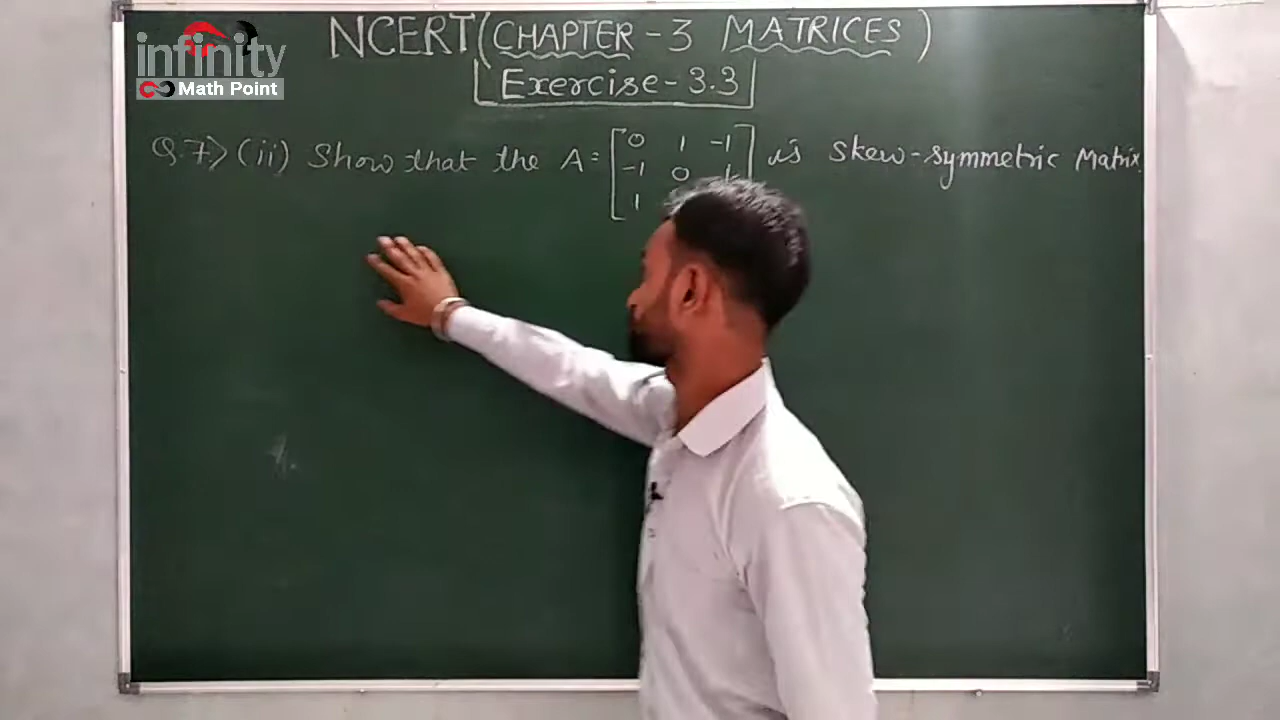 infinity
Math Point
NCERT (CHAPTER - 3 MATRICES)
Exercise - 3.3
Q.7> (ii) Show that the A = [0 1 -1 is skew-symmetric Matrix.
-1 0
1